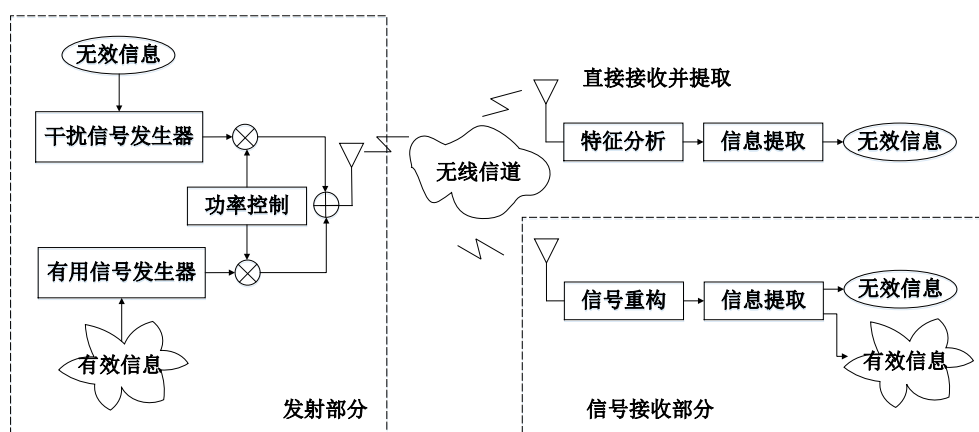 无效信息
干扰信号发生器
功率控制
有用信号发生器
有效信息
发射部分
无线信道
直接接收并提取
特征分析
信息提取
无效信息
信号重构
信息提取
无效信息
有效信息
信号接收部分